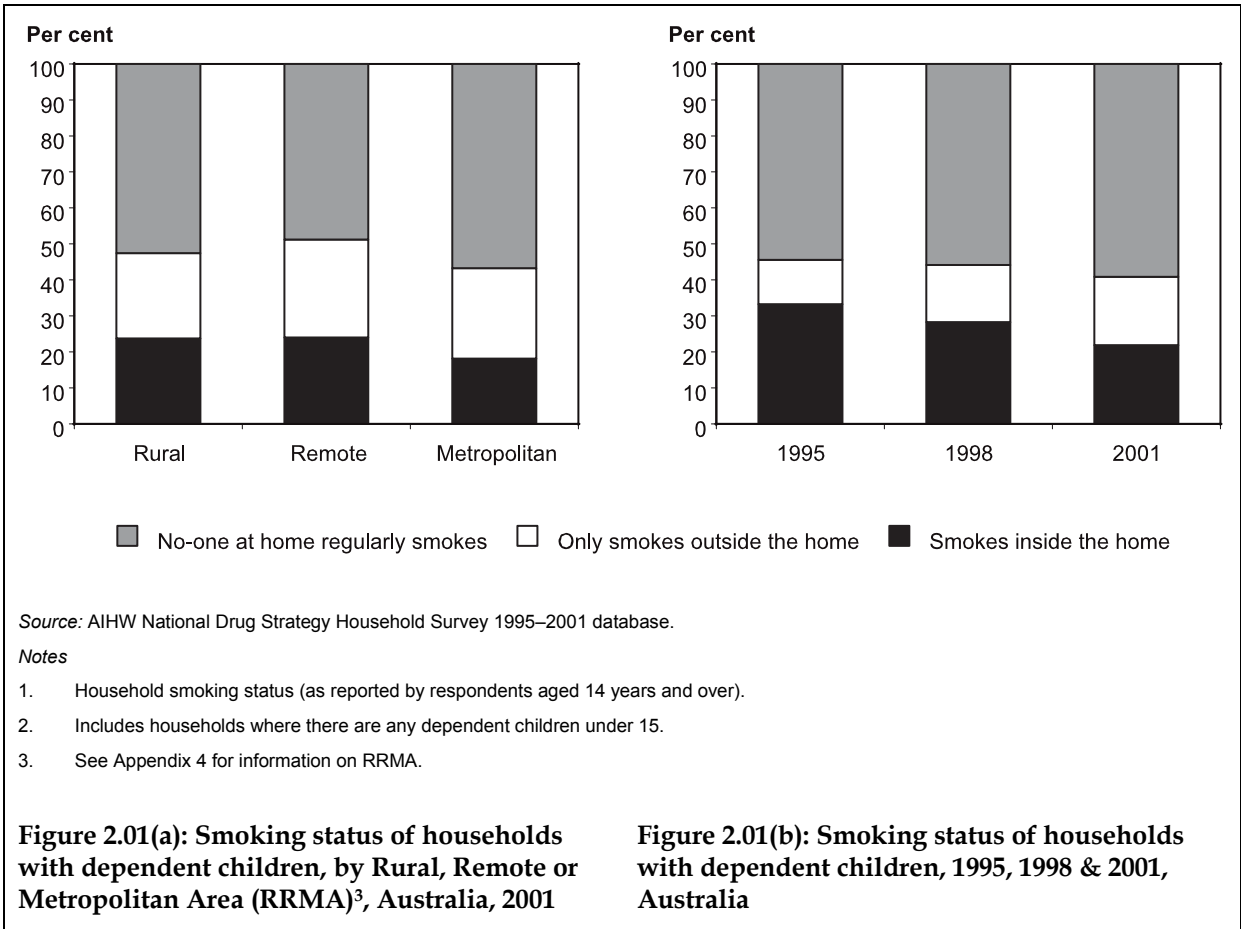 Per cent
100
90
80
70
60
50
40
30
20
10
0
Rural Remote Metropolitan
Per cent
100
90
80
70
60
50
40
30
20
10
0
1995 1998 2001
No-one at home regularly smokes Only smokes outside the home Smokes inside the home
Source: AIHW National Drug Strategy Household Survey 1995–2001 database.
Notes
1. Household smoking status (as reported by respondents aged 14 years and over).
2. Includes households where there are any dependent children under 15.
3. See Appendix 4 for information on RRMA.
Figure 2.01(a): Smoking status of households
with dependent children, by Rural, Remote or
Metropolitan Area (RRMA)³, Australia, 2001
Figure 2.01(b): Smoking status of households
with dependent children, 1995, 1998 & 2001,
Australia